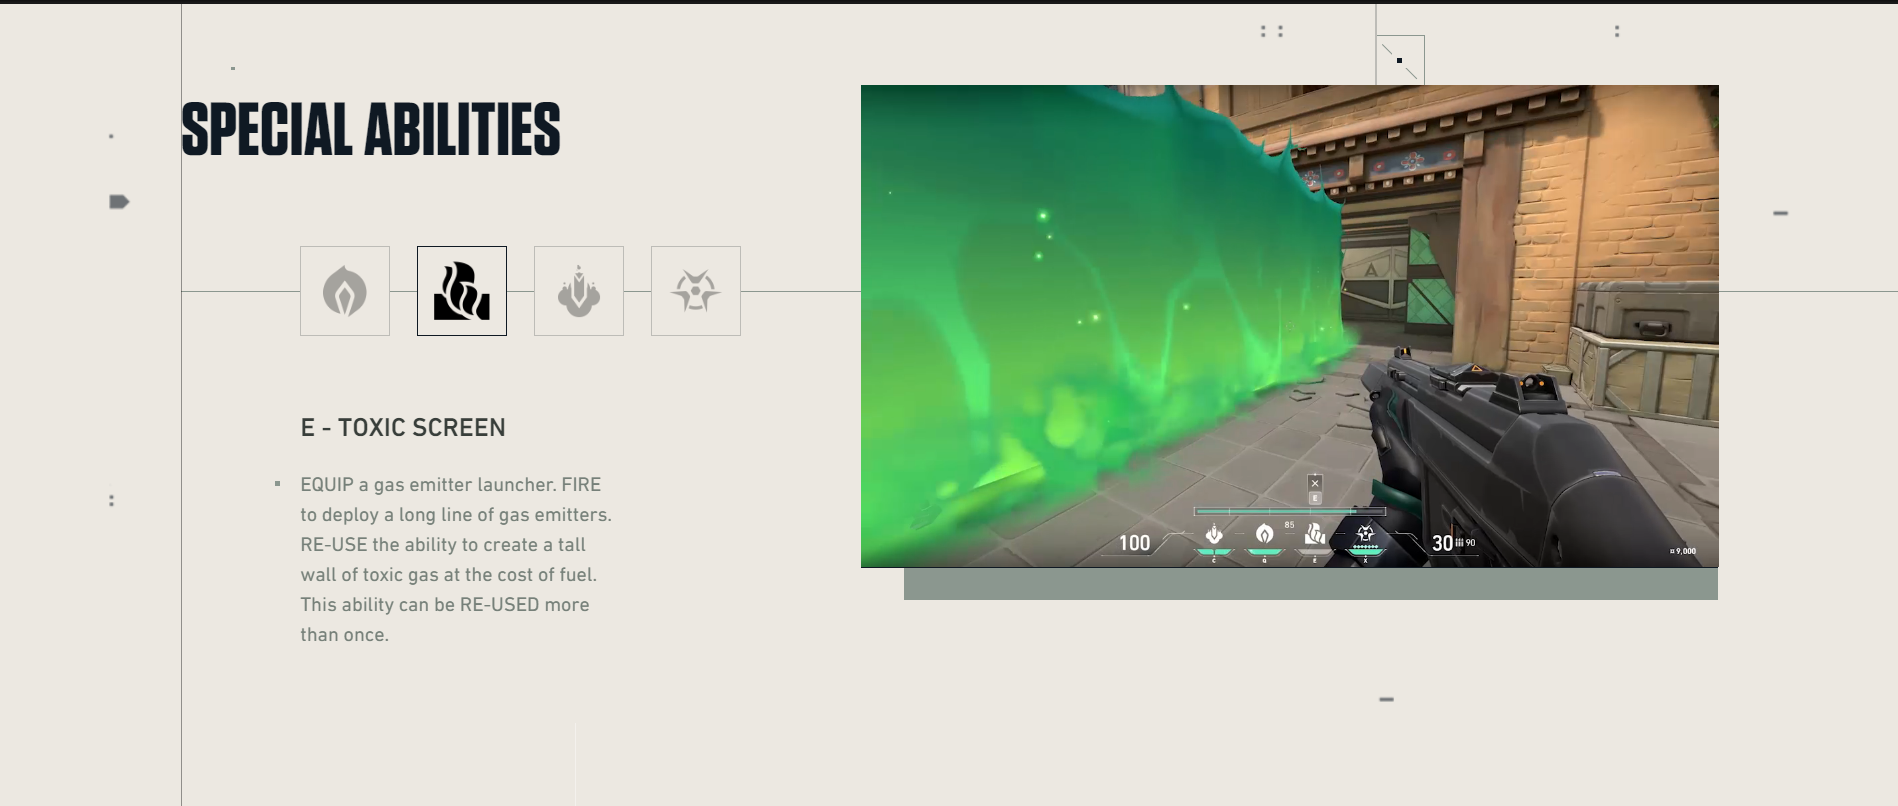 SPECIAL ABILITIES
E - TOXIC SCREEN
EQUIP a gas emitter launcher. FIRE
to deploy a long line of gas emitters.
RE-USE the ability to create a tall
wall of toxic gas at the cost of fuel.
This ability can be RE-USED more
than once.
A
E
85
100
30 90
9,000
C Q E X